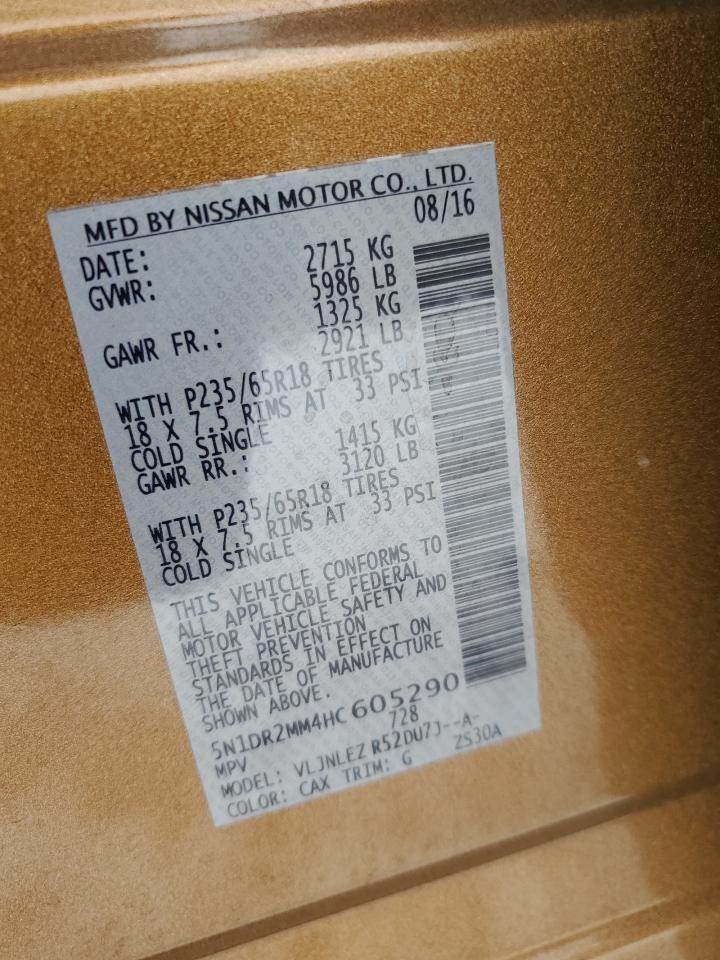 MFD BY NISSAN MOTOR CO., LTD.
DATE: 08/16
GVWR: 2715 KG
5986 LB
GAWR FR.: 1325 KG
2921 LB
WITH P235/65R18 TIRES
18 X 7.5 RIMS AT 33 PSI
COLD SINGLE
GAWR RR.: 1415 KG
3120 LB
WITH P235/65R18 TIRES
18 X 7.5 RIMS AT 33 PSI
COLD SINGLE
THIS VEHICLE CONFORMS TO
ALL APPLICABLE FEDERAL
MOTOR VEHICLE SAFETY AND
THEFT PREVENTION
STANDARDS IN EFFECT ON
THE DATE OF MANUFACTURE
SHOWN ABOVE.
5N1DR2MM4HC605290
MPV 728
MODEL: VLJNLEZ R52DU7J--A-
COLOR: CAX TRIM: G ZS30A